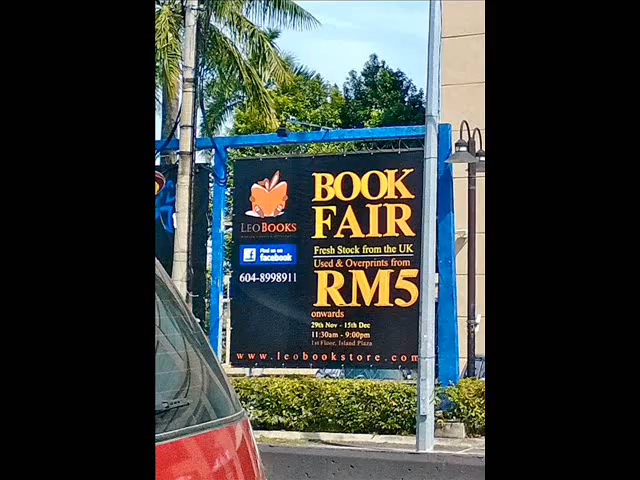 LEOBOOKS
Find us on
facebook
604-8998911
BOOK
FAIR
Fresh Stock from the UK
Used & Overprints from
RM5
onwards
29th Nov - 15th Dec
11:30am - 9:00pm
1st Floor, Island Plaza
www.leobookstore.com